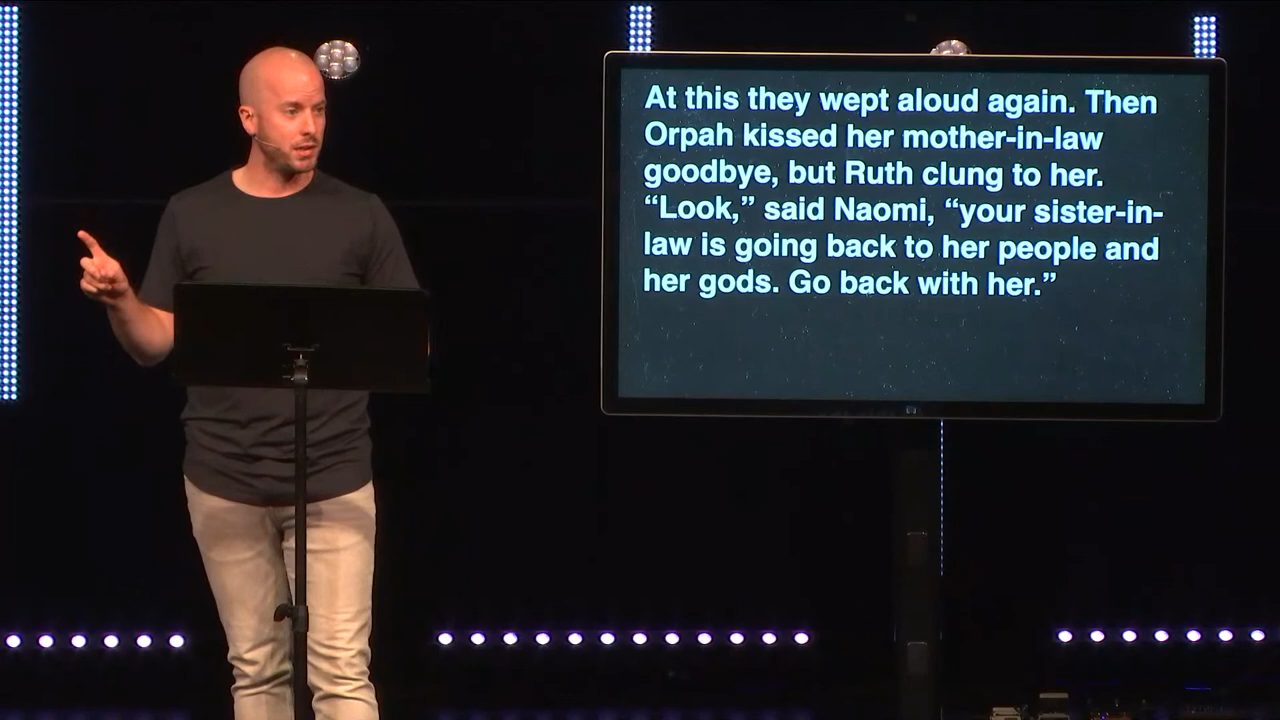 At this they wept aloud again. Then
Orpah kissed her mother-in-law
goodbye, but Ruth clung to her.
“Look,” said Naomi, “your sister-in-
law is going back to her people and
her gods. Go back with her.”